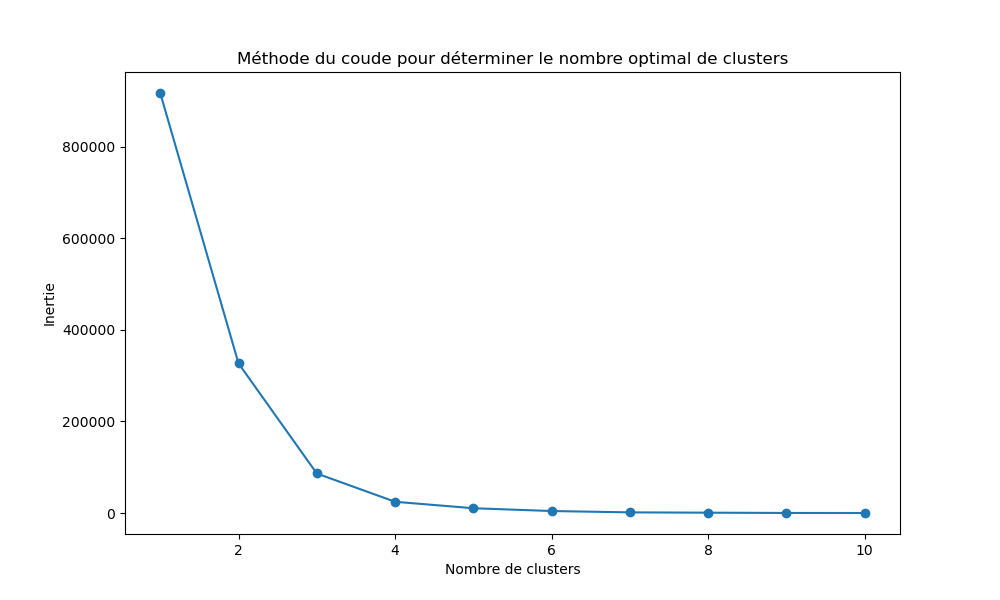 Méthode du coude pour déterminer le nombre optimal de clusters
800000
600000
400000
200000
0
Inertie
2 4 6 8 10
Nombre de clusters